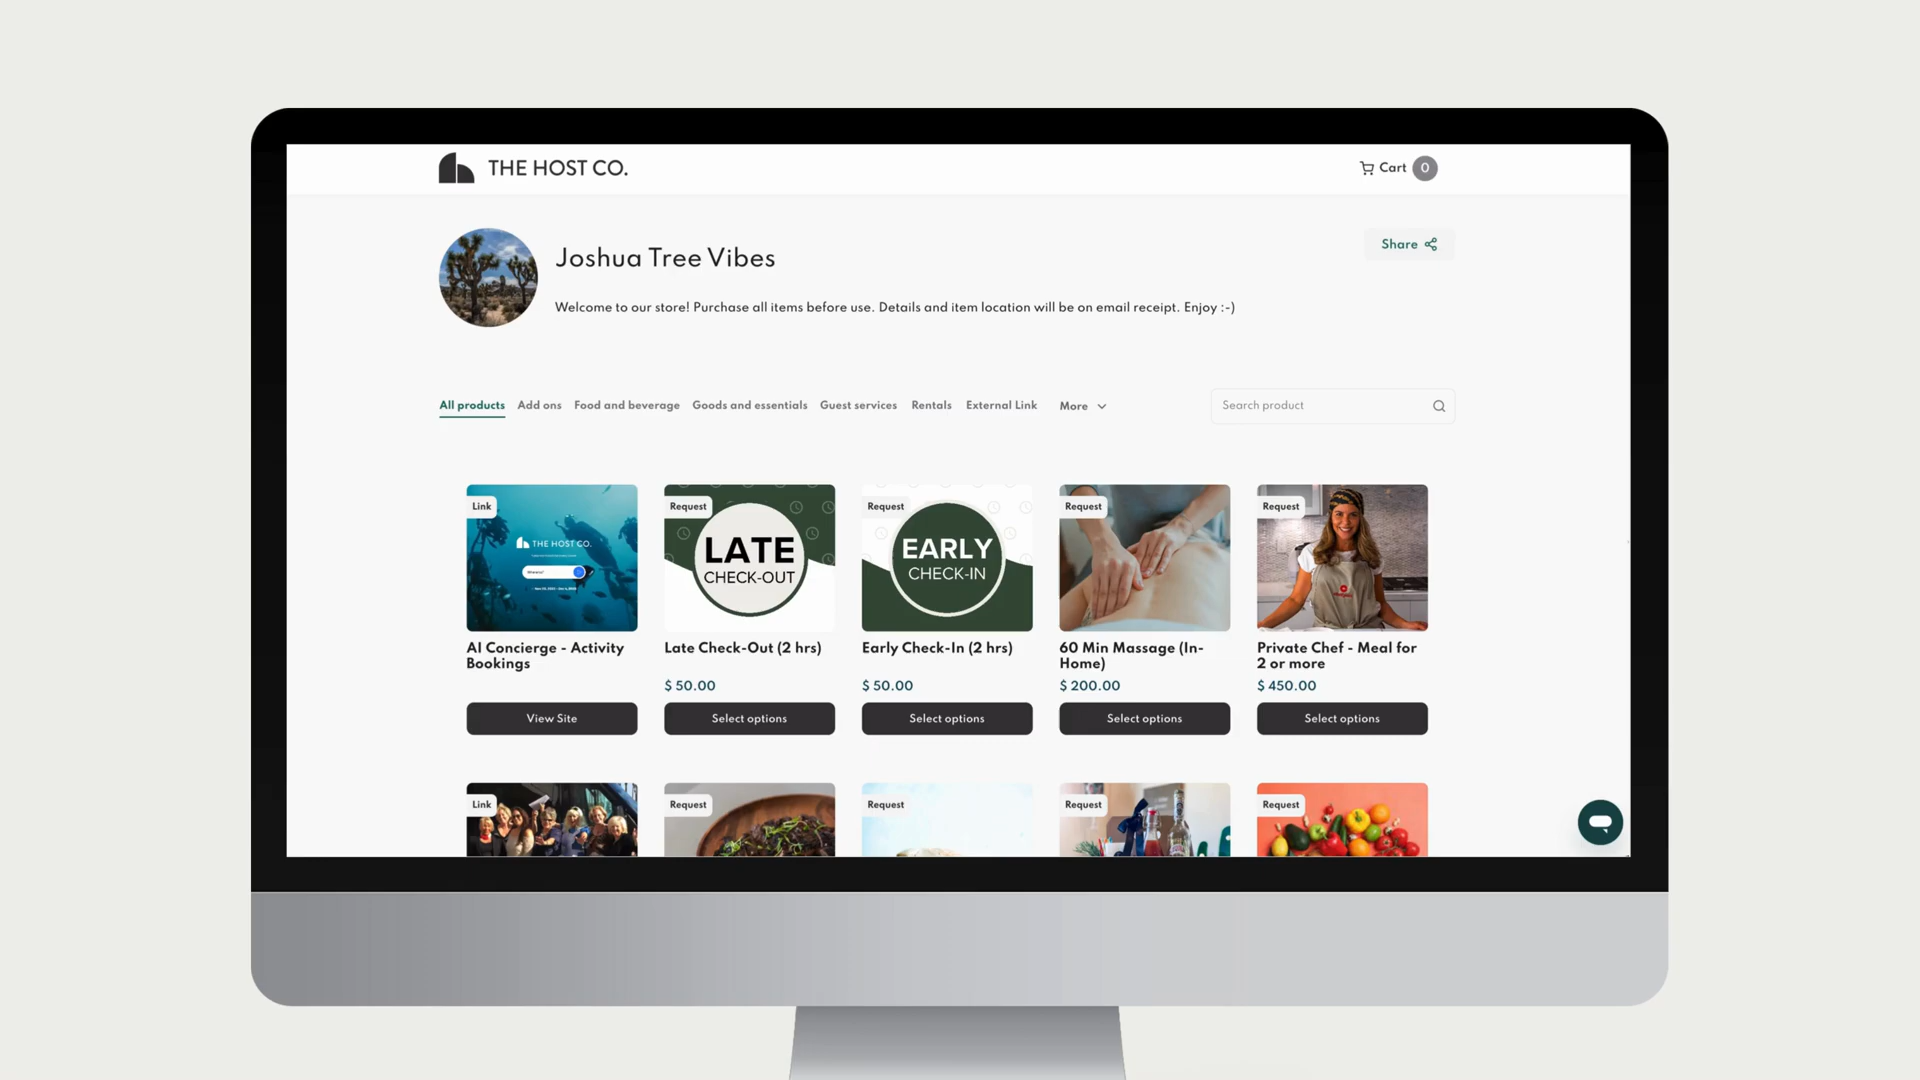 THE HOST CO.
Cart 0
Joshua Tree Vibes
Share
Welcome to our store! Purchase all items before use. Details and item location will be on email receipt. Enjoy :-)
All products Add ons Food and beverage Goods and essentials Guest services Rentals External Link More
Search product
Link
THE HOST CO.
Request
LATE
CHECK-OUT
Request
EARLY
CHECK-IN
Request
Request
AI Concierge - Activity
Bookings
Late Check-Out (2 hrs)
Early Check-In (2 hrs)
60 Min Massage (In-
Home)
Private Chef - Meal for
2 or more
$ 50.00
$ 50.00
$ 200.00
$ 450.00
View Site
Select options
Select options
Select options
Select options
Link
Request
Request
Request
Request